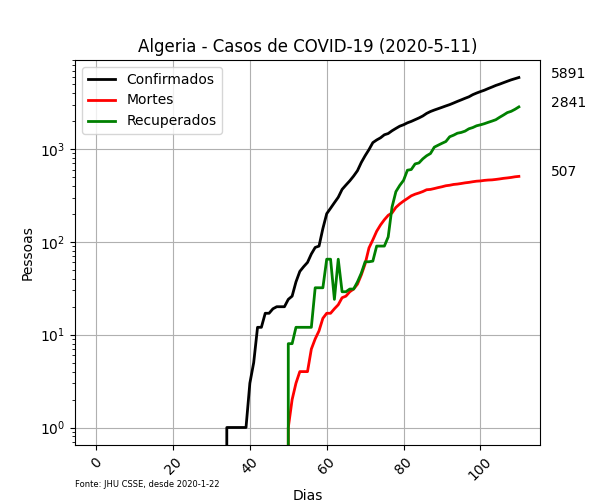 Algeria - Casos de COVID-19 (2020-5-11)
Confirmados
Mortes
Recuperados
5891
2841
507
10³
10²
10¹
10⁰
Pessoas
0 20 40 60 80 100
Fonte: JHU CSSE, desde 2020-1-22
Dias